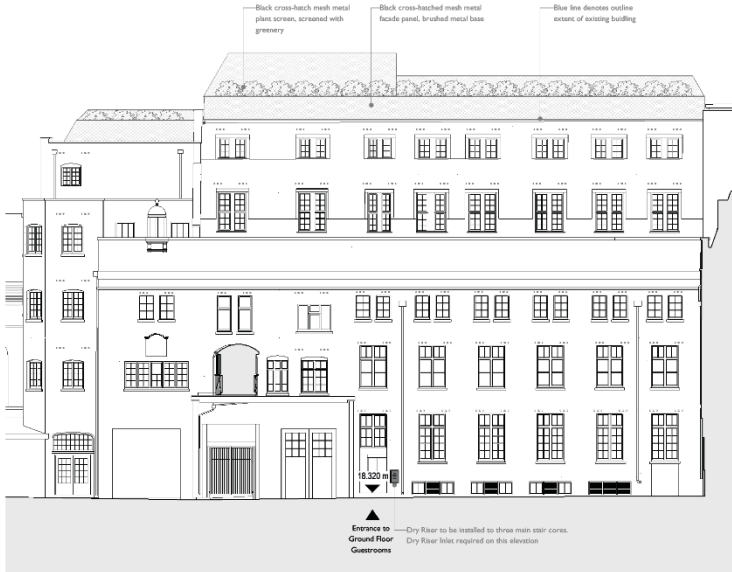 Black cross-hatch mesh metal
plant screen, screened with
greenery
Black cross-hatched mesh metal
facade panel, brushed metal base
Blue line denotes outline
extent of existing buidling
18.320 m
Entrance to
Ground Floor
Guestrooms
Dry Riser to be installed to three main stair cores.
Dry Riser Inlet required on this elevation